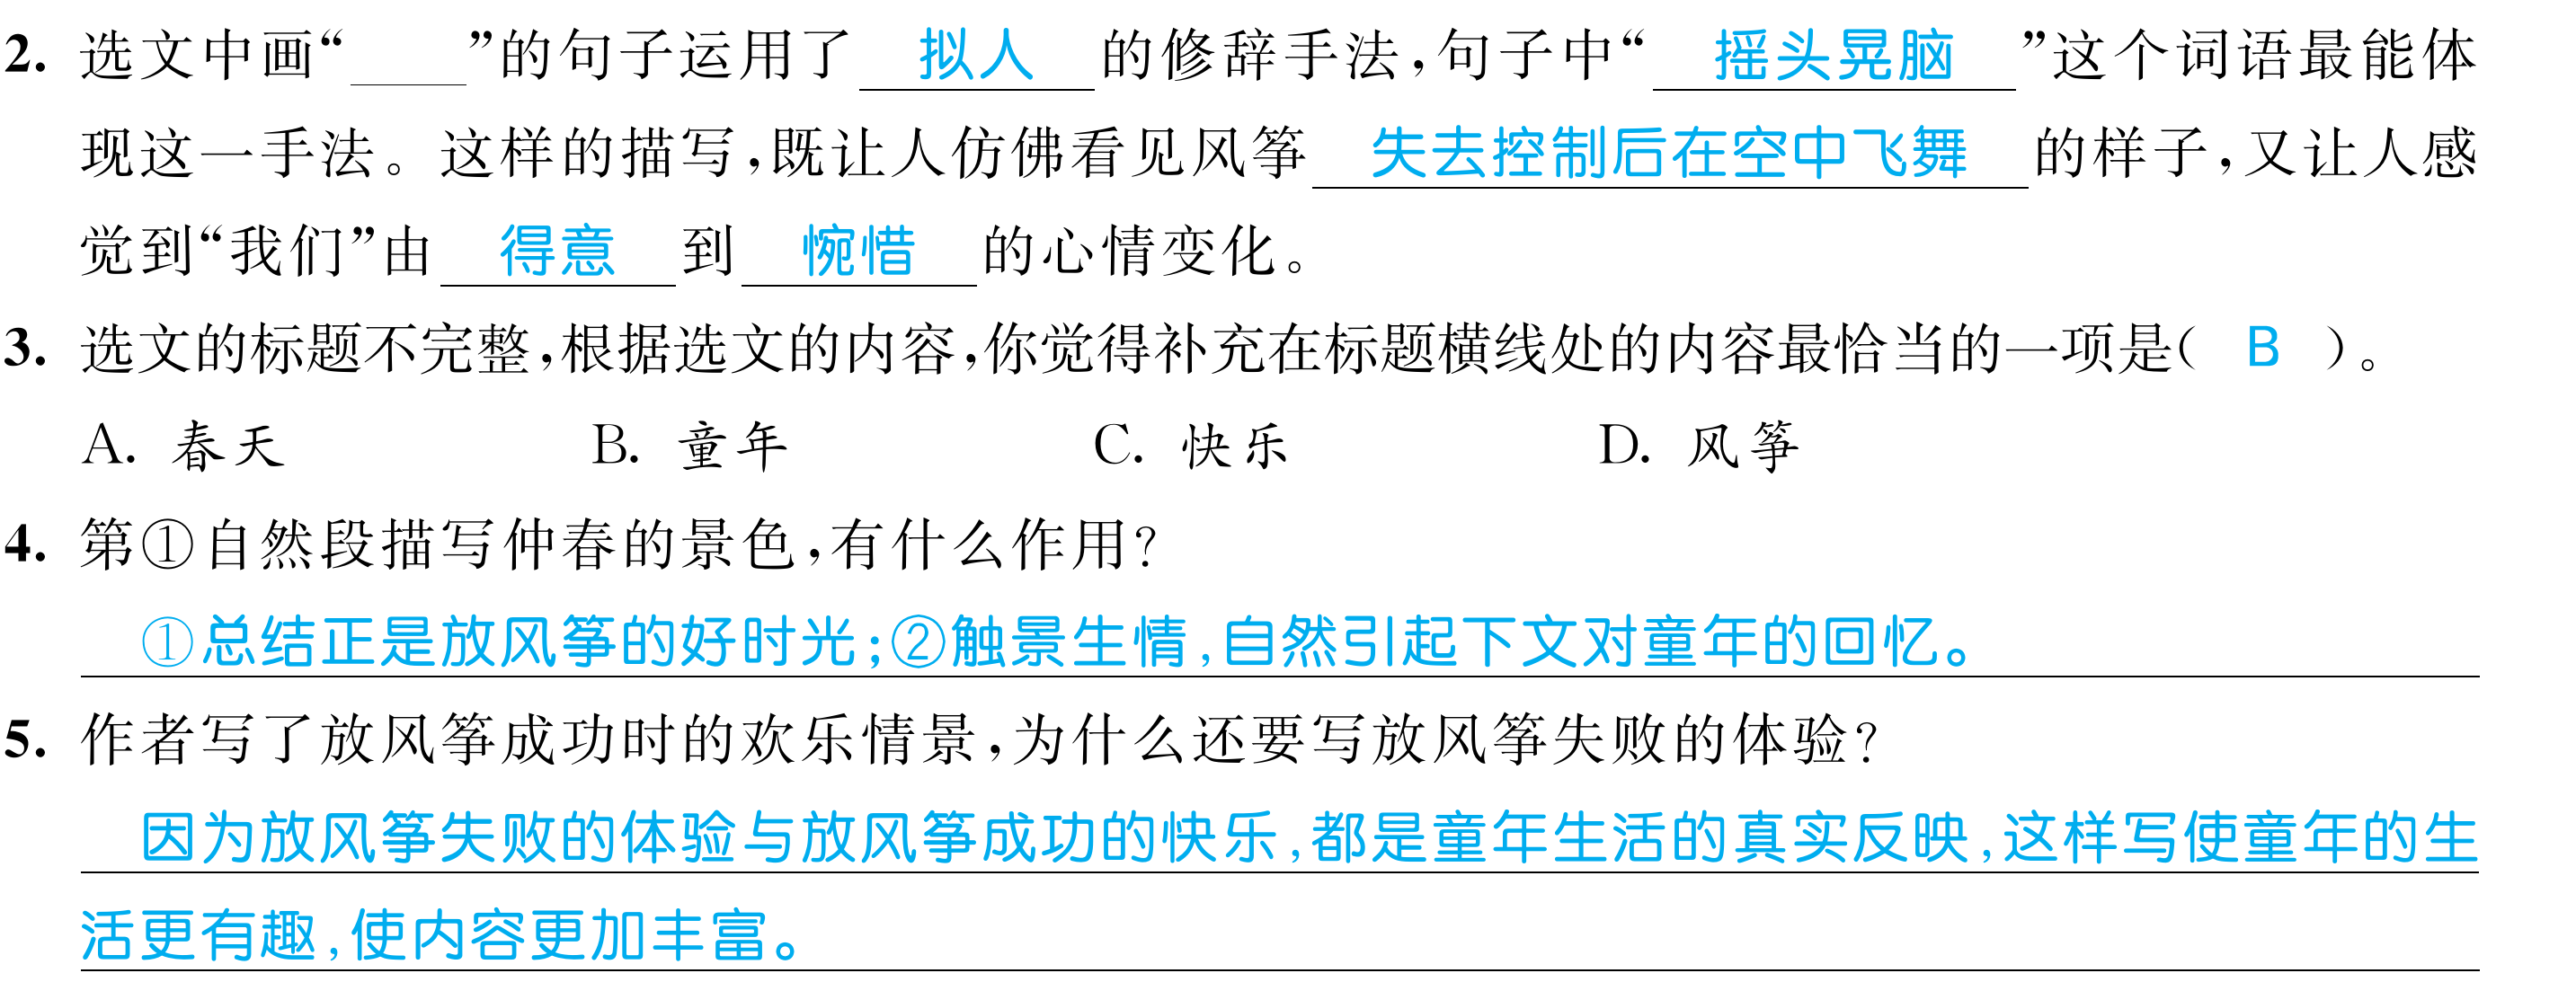 2. 选文中画“____”的句子运用了 拟人 的修辞手法,句子中“ 摇头晃脑 ”这个词语最能体
现这一手法。这样的描写,既让人仿佛看见风筝 失去控制后在空中飞舞 的样子,又让人感
觉到“我们”由 得意 到 惋惜 的心情变化。
3. 选文的标题不完整,根据选文的内容,你觉得补充在标题横线处的内容最恰当的一项是( B )。
A. 春天 B. 童年 C. 快乐 D. 风筝
4. 第①自然段描写仲春的景色,有什么作用?
①总结正是放风筝的好时光;②触景生情,自然引起下文对童年的回忆。
5. 作者写了放风筝成功时的欢乐情景,为什么还要写放风筝失败的体验?
因为放风筝失败的体验与放风筝成功的快乐,都是童年生活的真实反映,这样写使童年的生
活更有趣,使内容更加丰富。